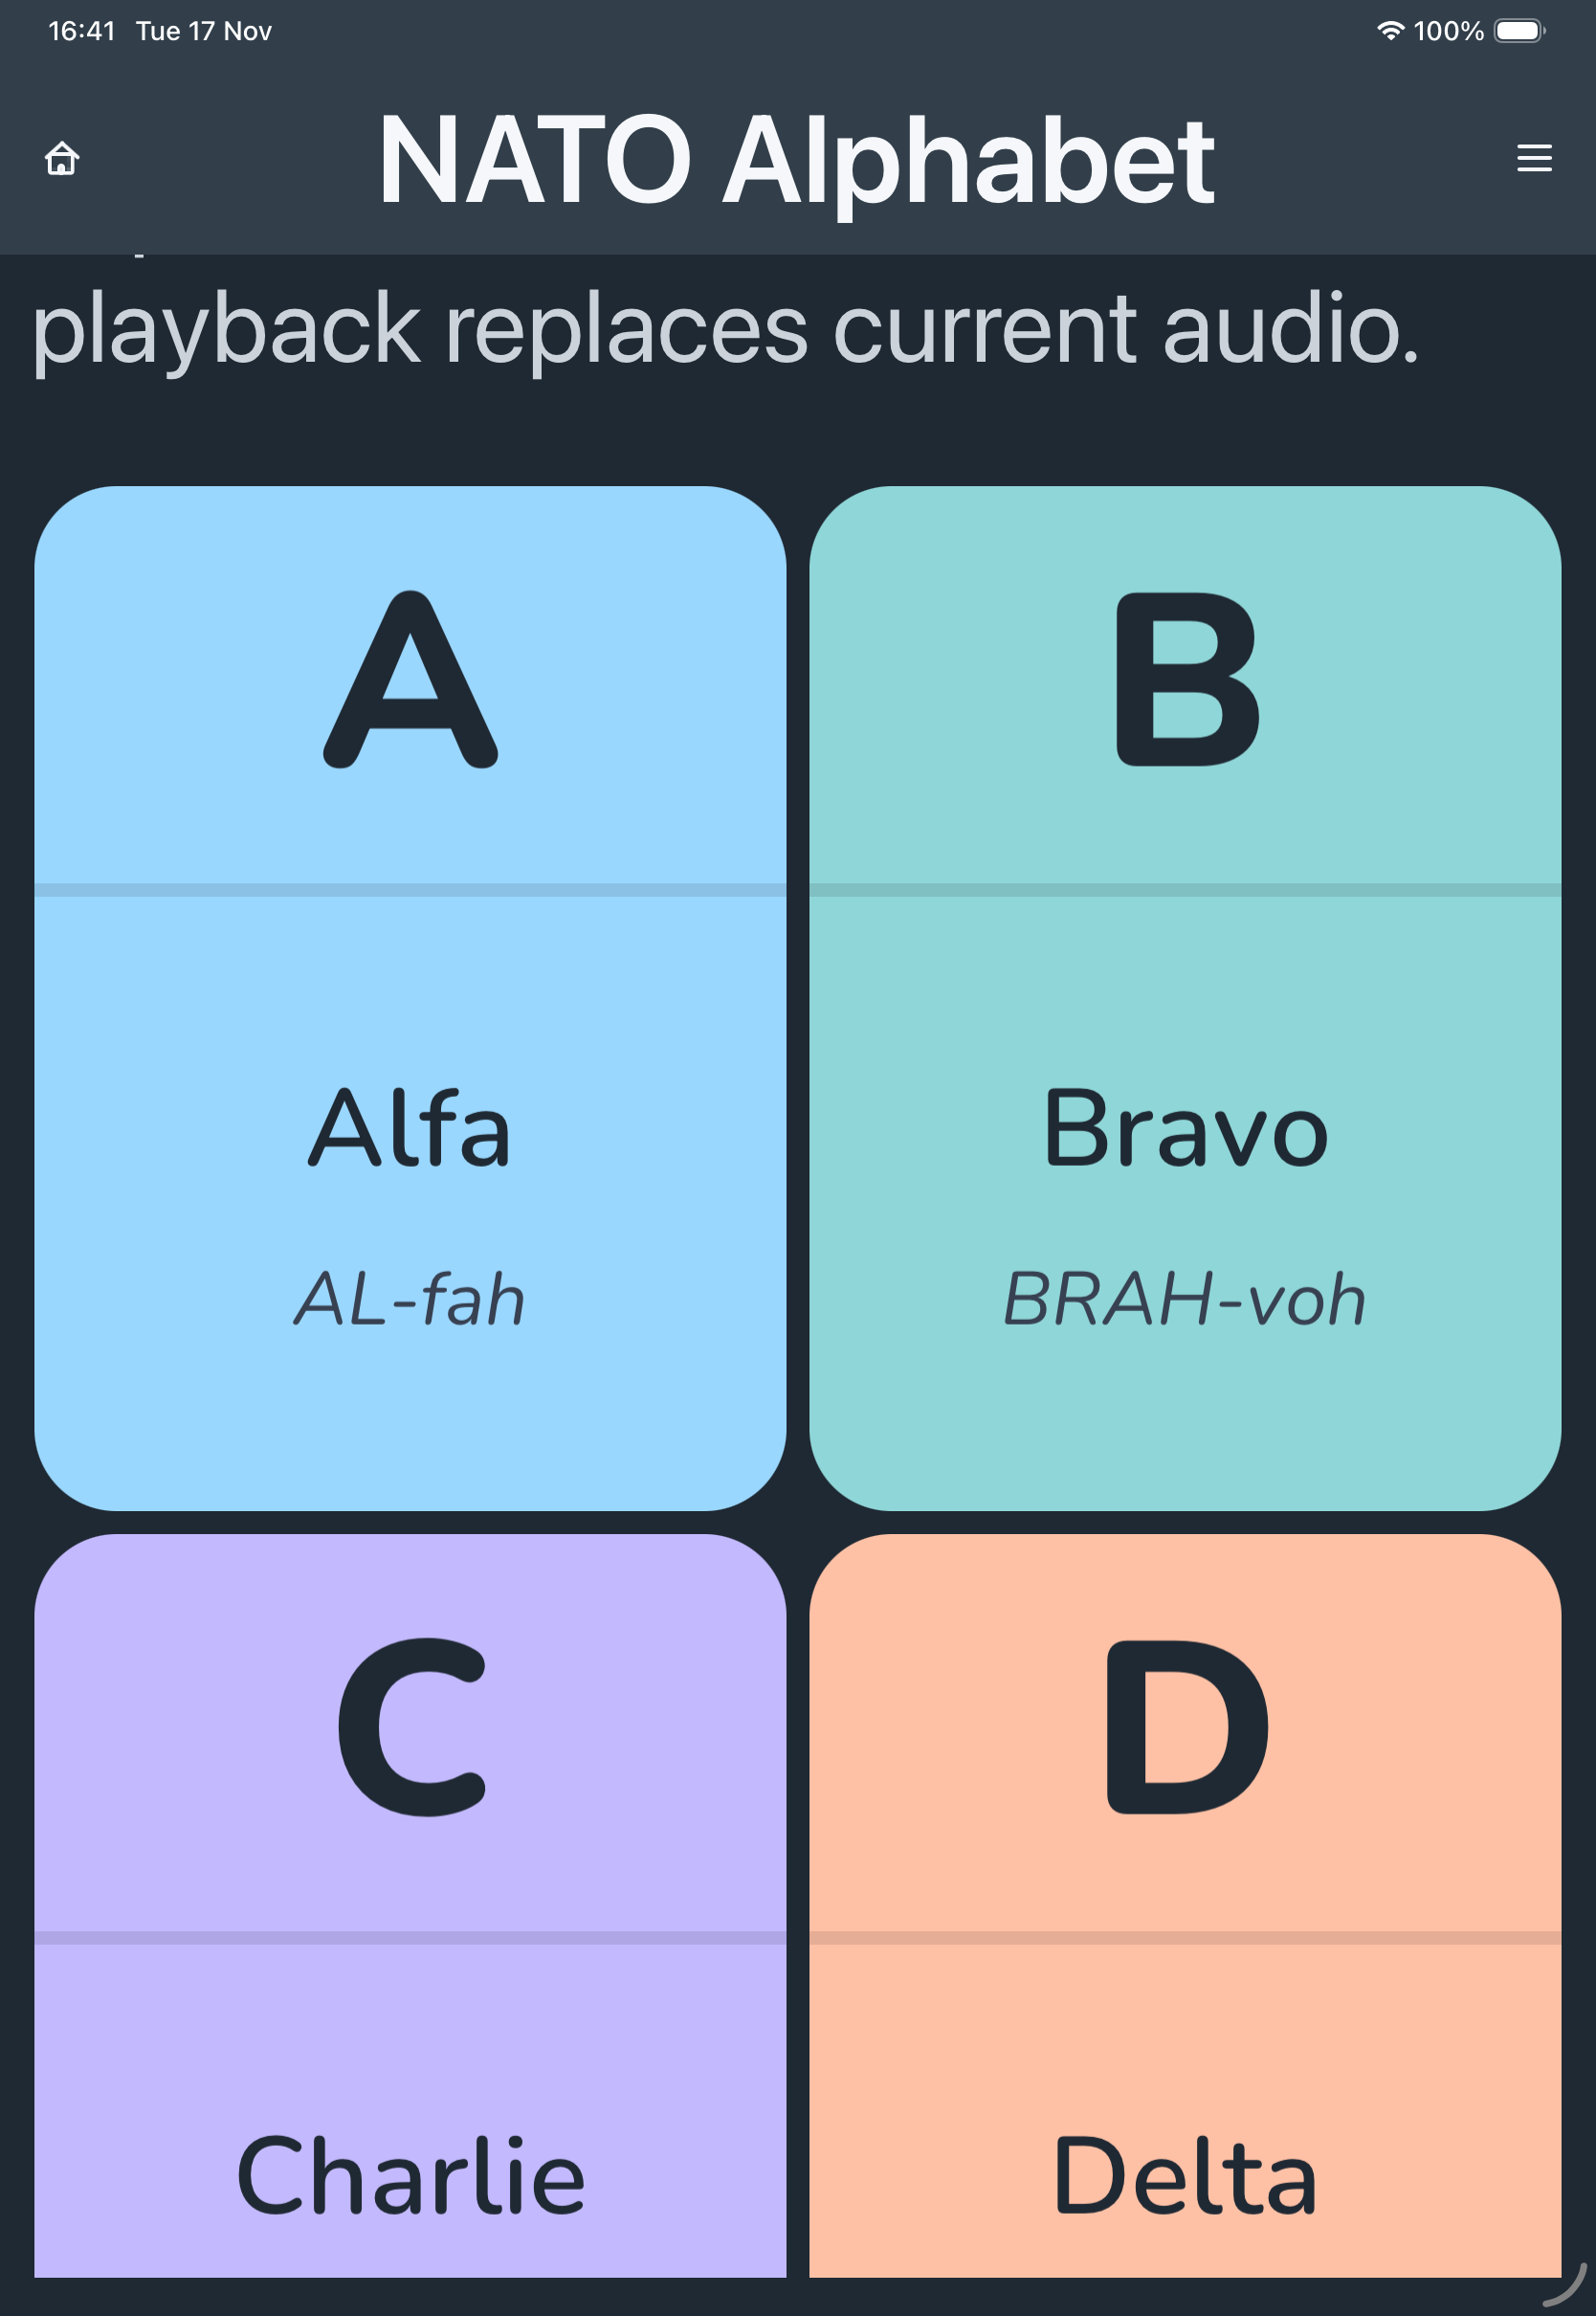 16:41 Tue 17 Nov 100%
NATO Alphabet
playback replaces current audio.
A B
Alfa Bravo
AL-fah BRAH-voh
C D
Charlie Delta